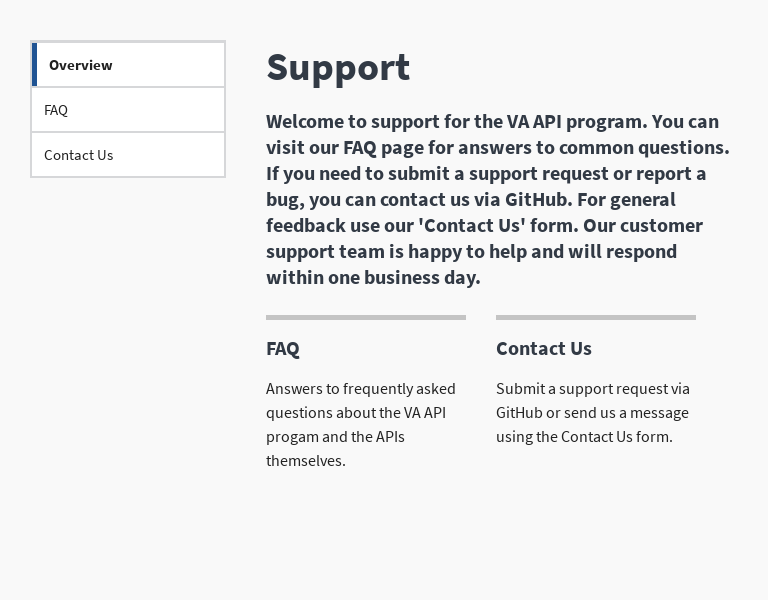 Overview
FAQ
Contact Us
Support
Welcome to support for the VA API program. You can
visit our FAQ page for answers to common questions.
If you need to submit a support request or report a
bug, you can contact us via GitHub. For general
feedback use our 'Contact Us' form. Our customer
support team is happy to help and will respond
within one business day.
FAQ
Answers to frequently asked
questions about the VA API
progam and the APIs
themselves.
Contact Us
Submit a support request via
GitHub or send us a message
using the Contact Us form.